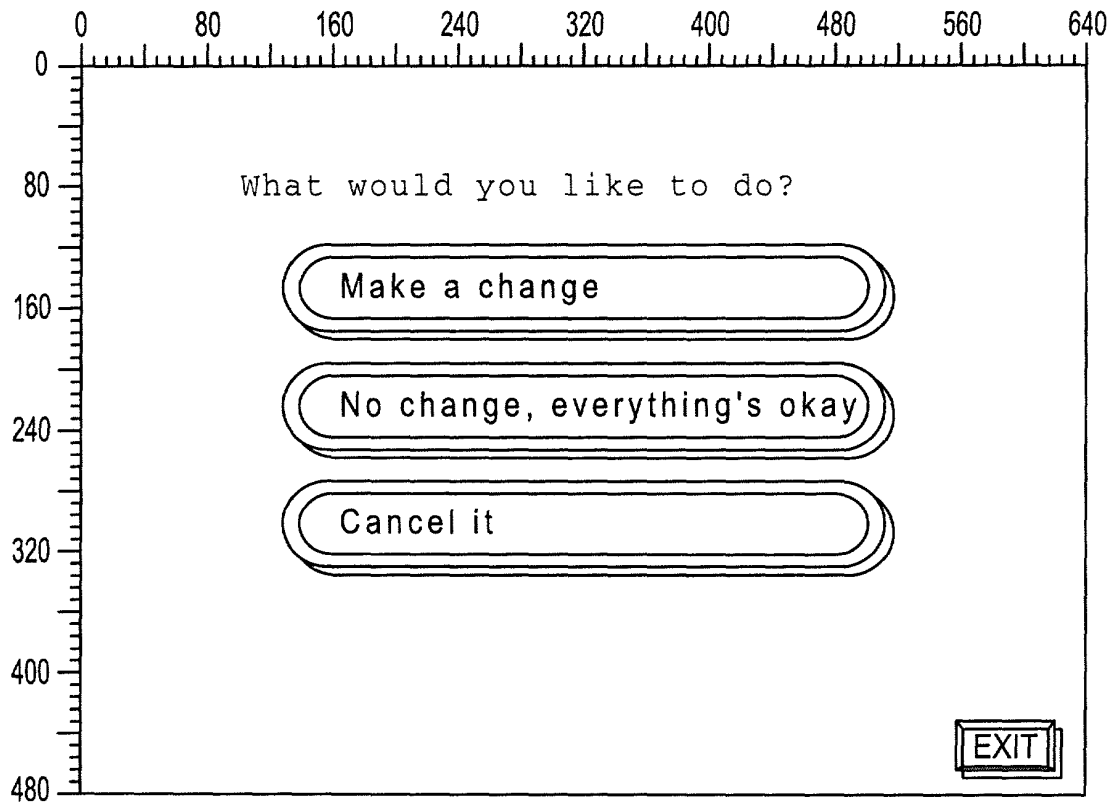 0 80 160 240 320 400 480 560 640
0
80
What would you like to do?
Make a change
160
No change, everything's okay
240
Cancel it
320
400
EXIT
480